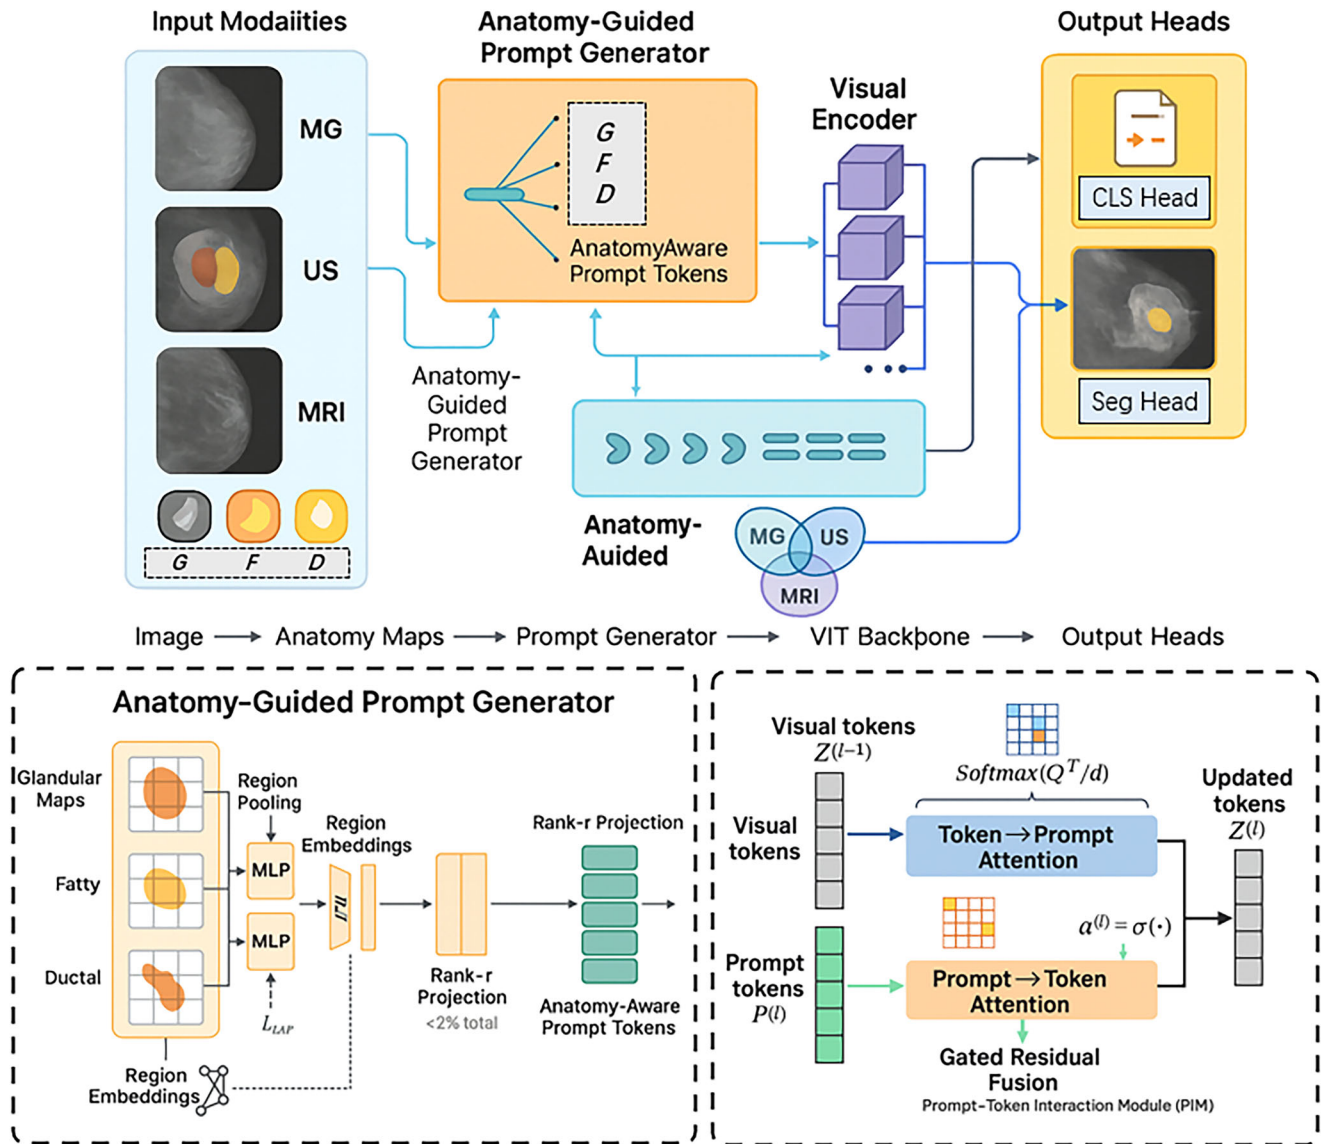 Input Modaiities
Anatomy-Guided
Prompt Generator
Output Heads
MG
US
MRI
G F D
G
F
D
AnatomyAware
Prompt Tokens
Visual
Encoder
CLS Head
Seg Head
Anatomy-
Guided
Prompt
Generator
Anatomy-
Auided
MG US
MRI
Image → Anatomy Maps → Prompt Generator → VIT Backbone → Output Heads
Anatomy-Guided Prompt Generator
Glandular
Maps
Fatty
Ductal
Region
Pooling
MLP
MLP
L_{LAP}
Region
Embeddings
Region
Embeddings
Rank-r
Projection
<2% total
Rank-r Projection
Anatomy-Aware
Prompt Tokens
Visual tokens
Z^{(l-1)}
Visual
tokens
Prompt
tokens
P^{(l)}
Softmax(Q^T/d)
Token→Prompt
Attention
a^{(l)} = σ(·)
Prompt→Token
Attention
Gated Residual
Fusion
Prompt-Token Interaction Module (PIM)
Updated
tokens
Z^{(l)}